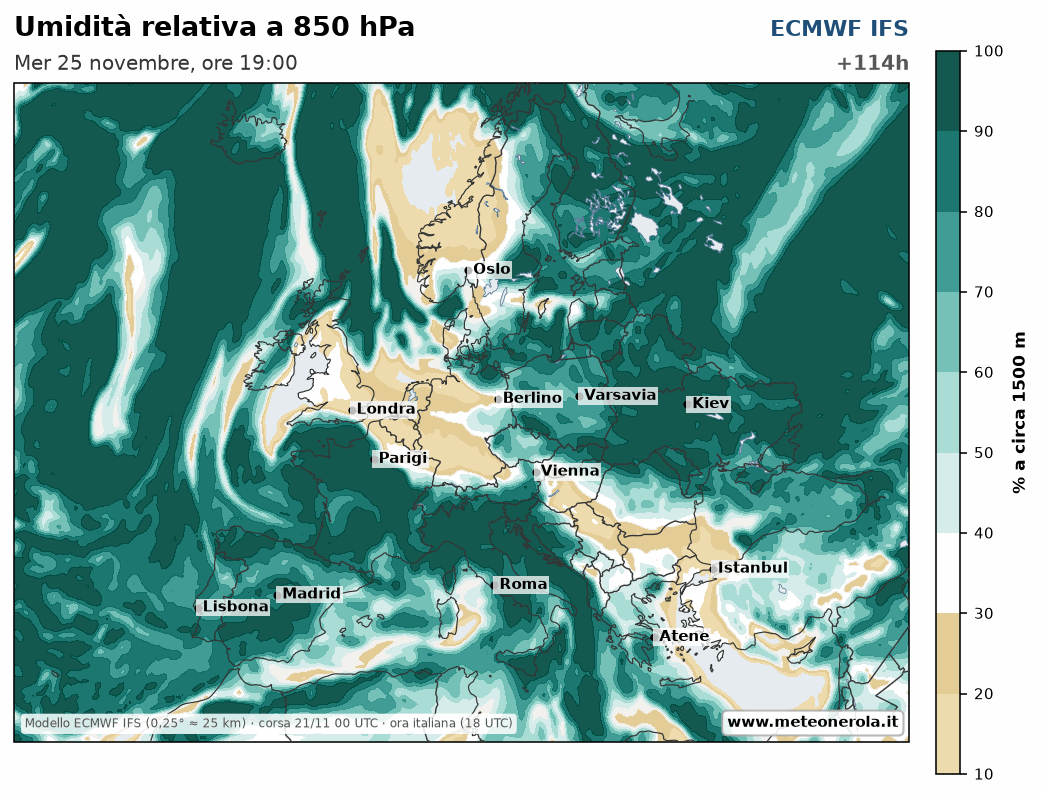 Umidità relativa a 850 hPa
ECMWF IFS
Mer 25 novembre, ore 19:00
+114h
100
90
80
70
60
50
40
30
20
10
% a circa 1500 m
Oslo
Londra
Berlino
Varsavia
Kiev
Parigi
Vienna
Istanbul
Roma
Madrid
Lisbona
Atene
Modello ECMWF IFS (0,25° ≈ 25 km) · corsa 21/11 00 UTC · ora italiana (18 UTC)
www.meteonerola.it